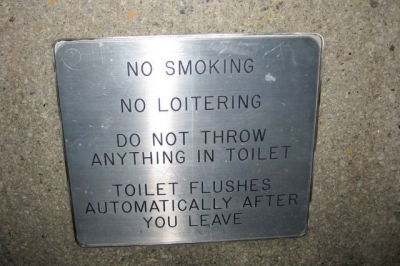 NO SMOKING
NO LOITERING
DO NOT THROW
ANYTHING IN TOILET
TOILET FLUSHES
AUTOMATICALLY AFTER
YOU LEAVE